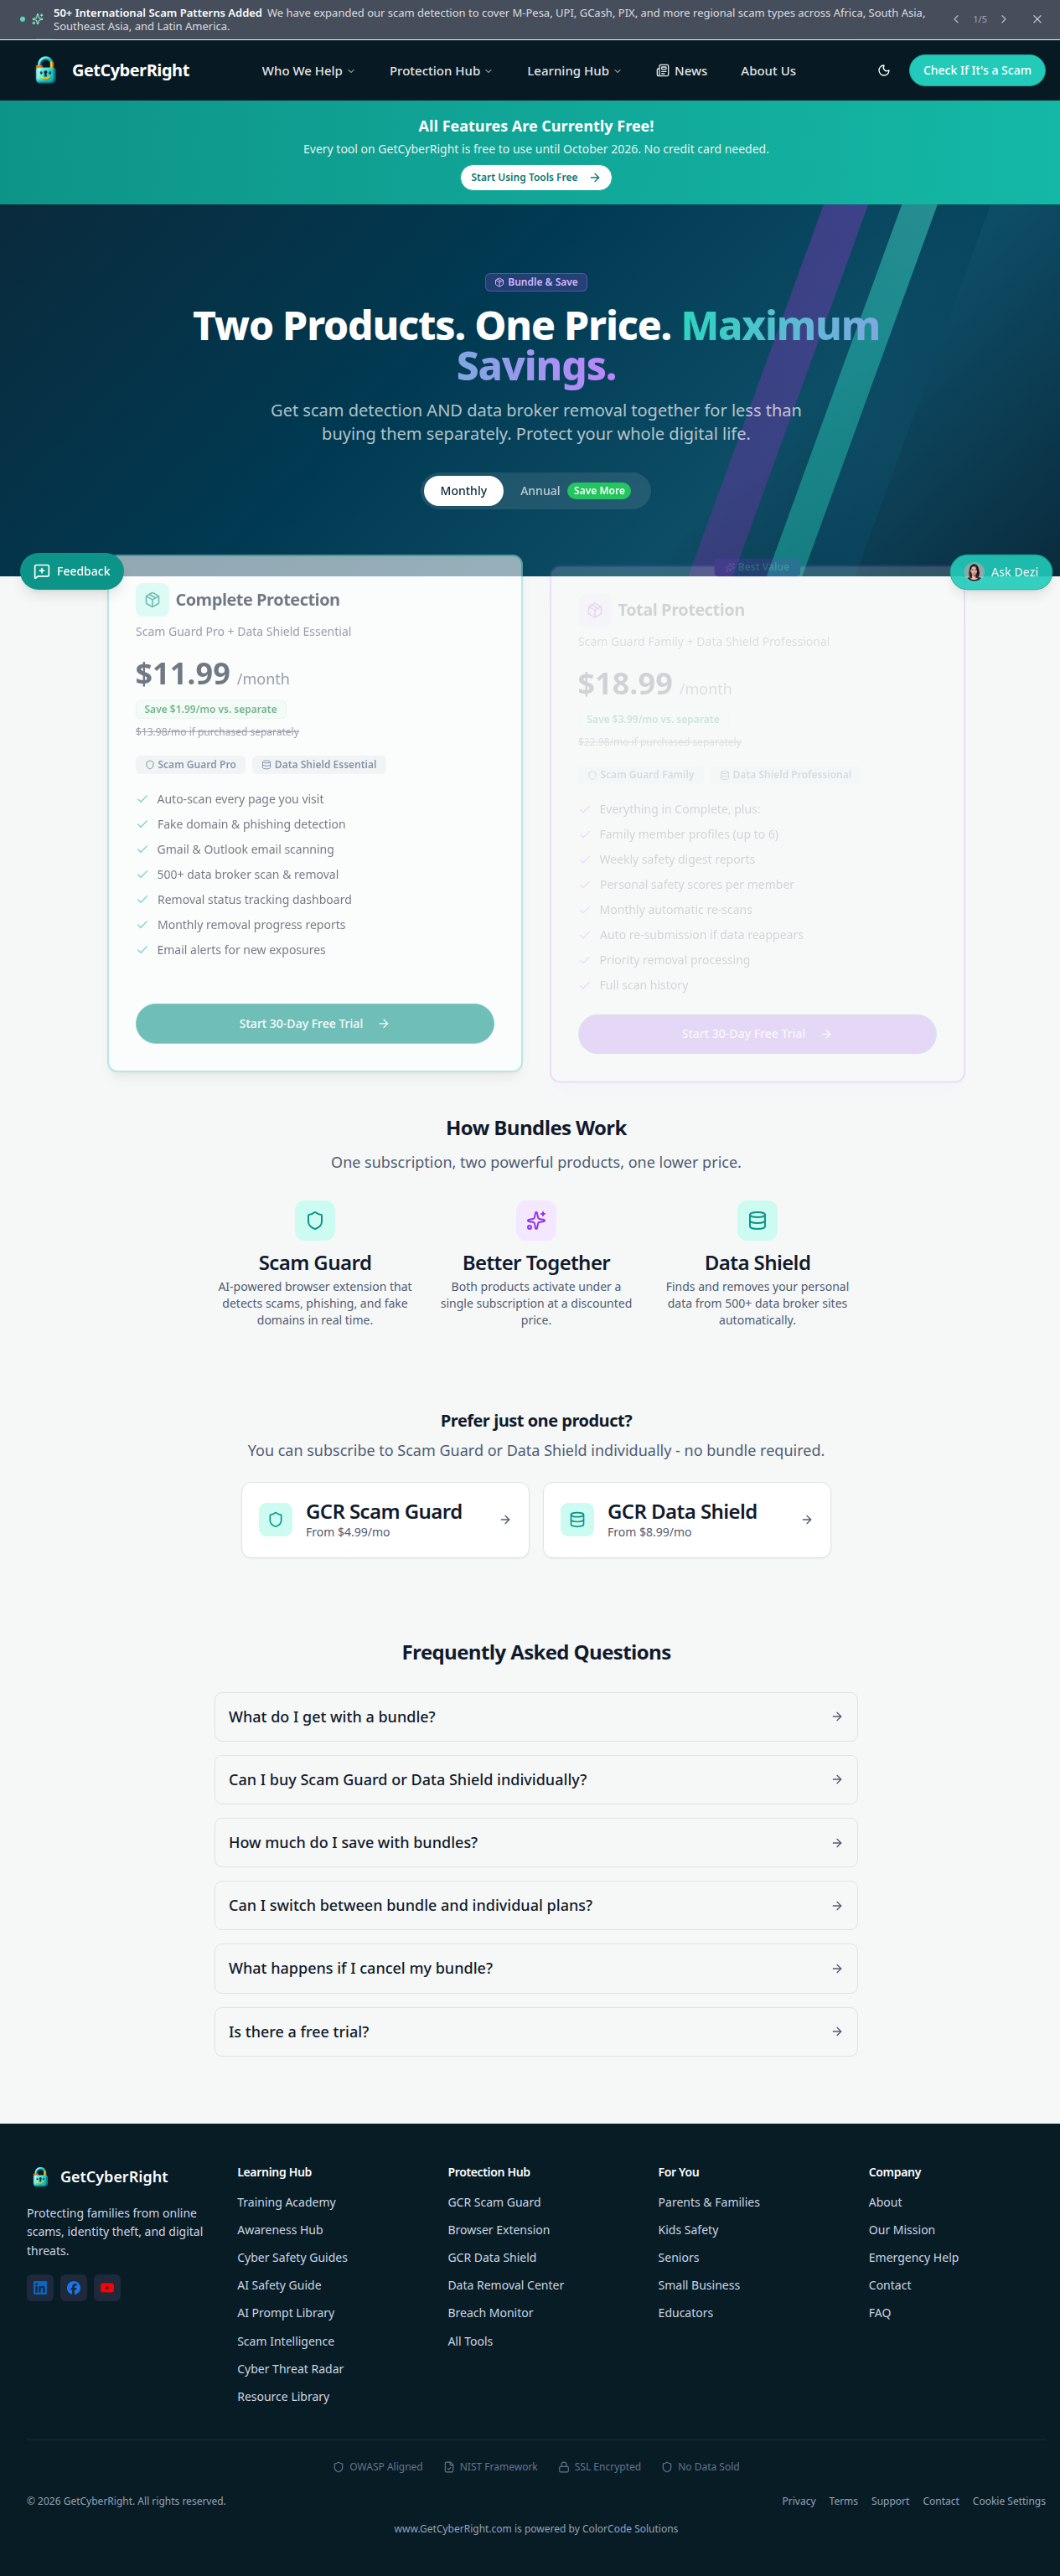 50+ International Scam Patterns Added We have expanded our scam detection to cover M-Pesa, UPI, GCash, PIX, and more regional scam types across Africa, South Asia,
Southeast Asia, and Latin America.
1/5
GetCyberRight
Who We Help
Protection Hub
Learning Hub
News
About Us
Check If It's a Scam
All Features Are Currently Free!
Every tool on GetCyberRight is free to use until October 2026. No credit card needed.
Start Using Tools Free
Bundle & Save
Two Products. One Price. Maximum
Savings.
Get scam detection AND data broker removal together for less than
buying them separately. Protect your whole digital life.
Monthly
Annual
Save More
Feedback
Ask Dezi
Complete Protection
Scam Guard Pro + Data Shield Essential
$11.99 /month
Save $1.99/mo vs. separate
$13.98/mo if purchased separately
Scam Guard Pro
Data Shield Essential
Auto-scan every page you visit
Fake domain & phishing detection
Gmail & Outlook email scanning
500+ data broker scan & removal
Removal status tracking dashboard
Monthly removal progress reports
Email alerts for new exposures
Start 30-Day Free Trial
Best Value
Total Protection
Scam Guard Family + Data Shield Professional
$18.99 /month
Save $3.99/mo vs. separate
$22.98/mo if purchased separately
Scam Guard Family
Data Shield Professional
Everything in Complete, plus:
Family member profiles (up to 6)
Weekly safety digest reports
Personal safety scores per member
Monthly automatic re-scans
Auto re-submission if data reappears
Priority removal processing
Full scan history
Start 30-Day Free Trial
How Bundles Work
One subscription, two powerful products, one lower price.
Scam Guard
AI-powered browser extension that
detects scams, phishing, and fake
domains in real time.
Better Together
Both products activate under a
single subscription at a discounted
price.
Data Shield
Finds and removes your personal
data from 500+ data broker sites
automatically.
Prefer just one product?
You can subscribe to Scam Guard or Data Shield individually - no bundle required.
GCR Scam Guard
From $4.99/mo
GCR Data Shield
From $8.99/mo
Frequently Asked Questions
What do I get with a bundle?
Can I buy Scam Guard or Data Shield individually?
How much do I save with bundles?
Can I switch between bundle and individual plans?
What happens if I cancel my bundle?
Is there a free trial?
GetCyberRight
Protecting families from online
scams, identity theft, and digital
threats.
Learning Hub
Training Academy
Awareness Hub
Cyber Safety Guides
AI Safety Guide
AI Prompt Library
Scam Intelligence
Cyber Threat Radar
Resource Library
Protection Hub
GCR Scam Guard
Browser Extension
GCR Data Shield
Data Removal Center
Breach Monitor
All Tools
For You
Parents & Families
Kids Safety
Seniors
Small Business
Educators
Company
About
Our Mission
Emergency Help
Contact
FAQ
OWASP Aligned
NIST Framework
SSL Encrypted
No Data Sold
© 2026 GetCyberRight. All rights reserved.
Privacy
Terms
Support
Contact
Cookie Settings
www.GetCyberRight.com is powered by ColorCode Solutions